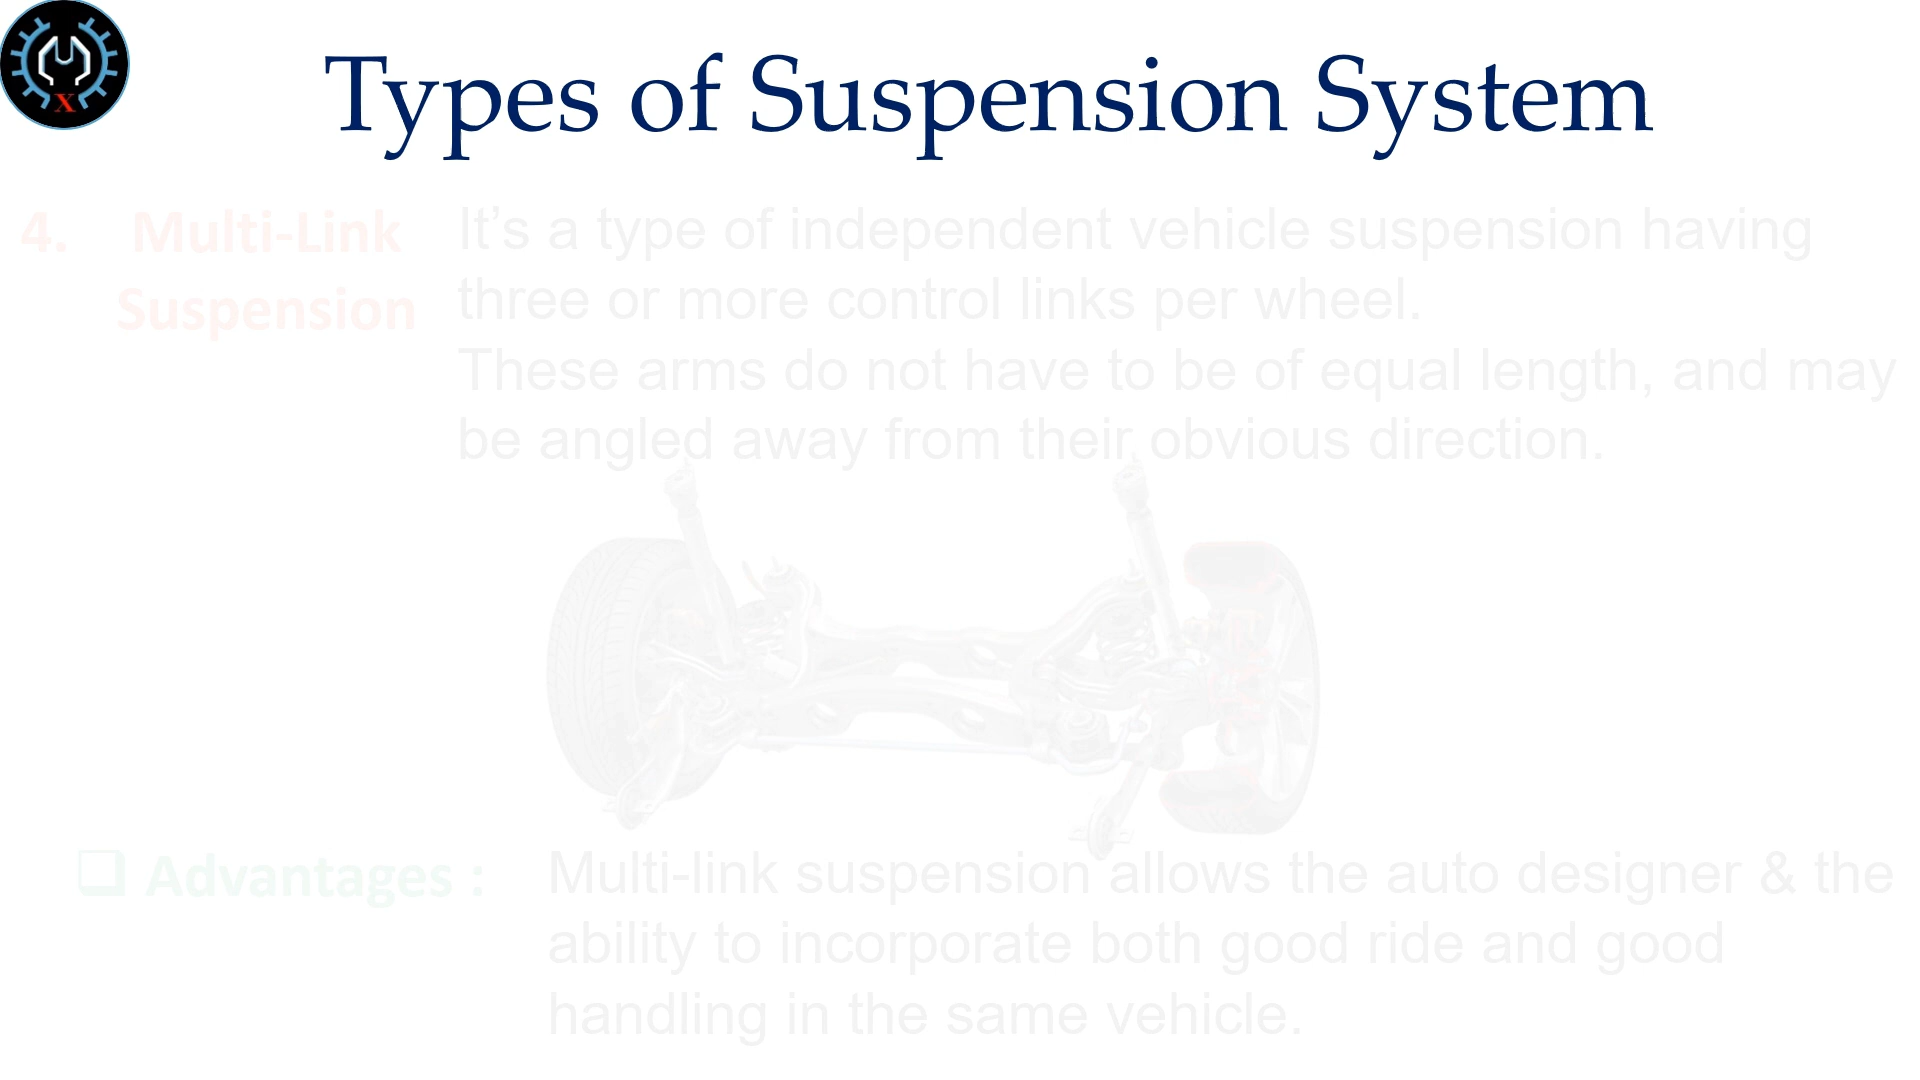 X
Types of Suspension System
4. Multi-Link
Suspension
It’s a type of independent vehicle suspension having
three or more control links per wheel.
These arms do not have to be of equal length, and may
be angled away from their obvious direction.
❑ Advantages :
Multi-link suspension allows the auto designer & the
ability to incorporate both good ride and good
handling in the same vehicle.